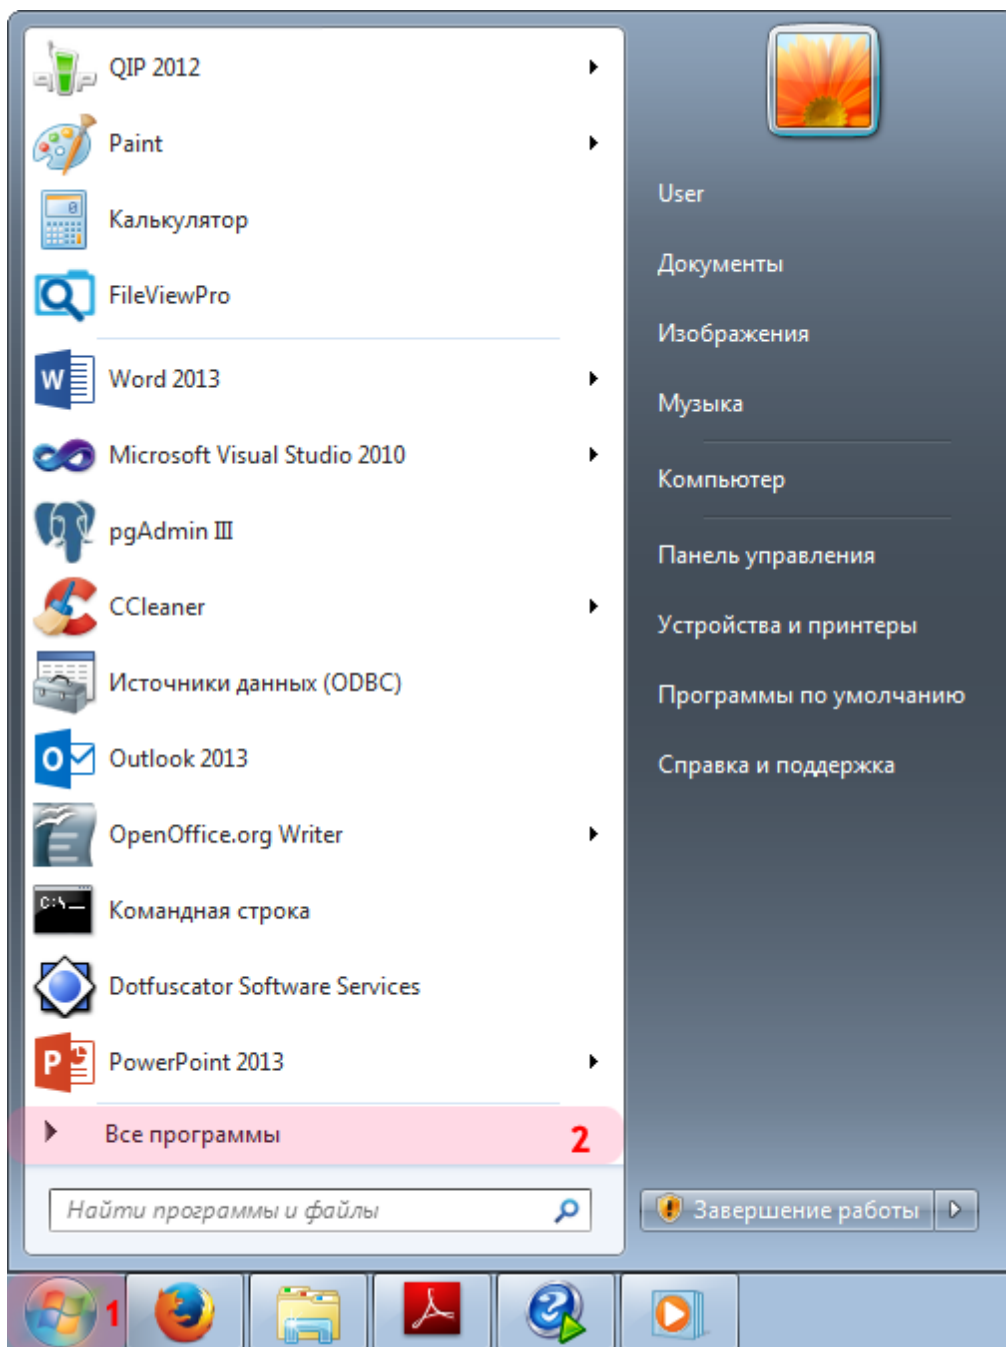 QIP 2012
Paint
Калькулятор
FileViewPro
Word 2013
Microsoft Visual Studio 2010
pgAdmin III
CCleaner
Источники данных (ODBC)
Outlook 2013
OpenOffice.org Writer
Командная строка
Dotfuscator Software Services
PowerPoint 2013
Все программы 2
Найти программы и файлы
User
Документы
Изображения
Музыка
Компьютер
Панель управления
Устройства и принтеры
Программы по умолчанию
Справка и поддержка
Завершение работы
1